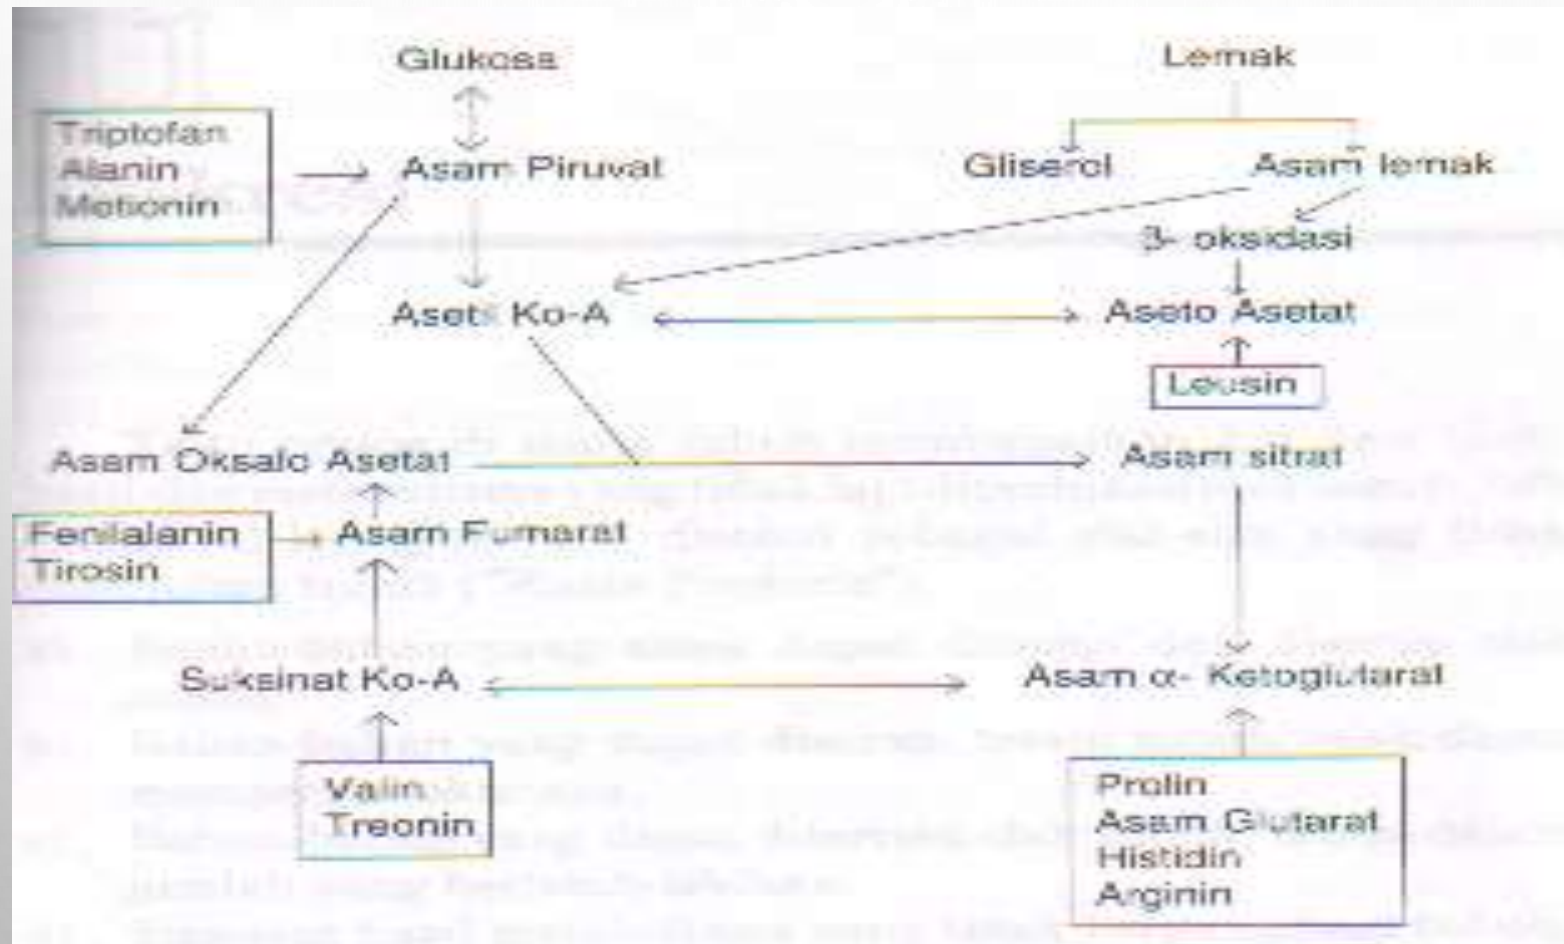 Glukosa
Lemak
Triptofan
Alanin
Metionin
Asam Piruvat
Gliserol
Asam lemak
β- oksidasi
Asetil Ko-A
Aseto Asetat
Leusin
Asam Oksalo Asetat
Asam sitrat
Fenilalanin
Tirosin
Asam Fumarat
Suksinat Ko-A
Asam α- Ketoglutarat
Valin
Treonin
Prolin
Asam Glutarat
Histidin
Arginin